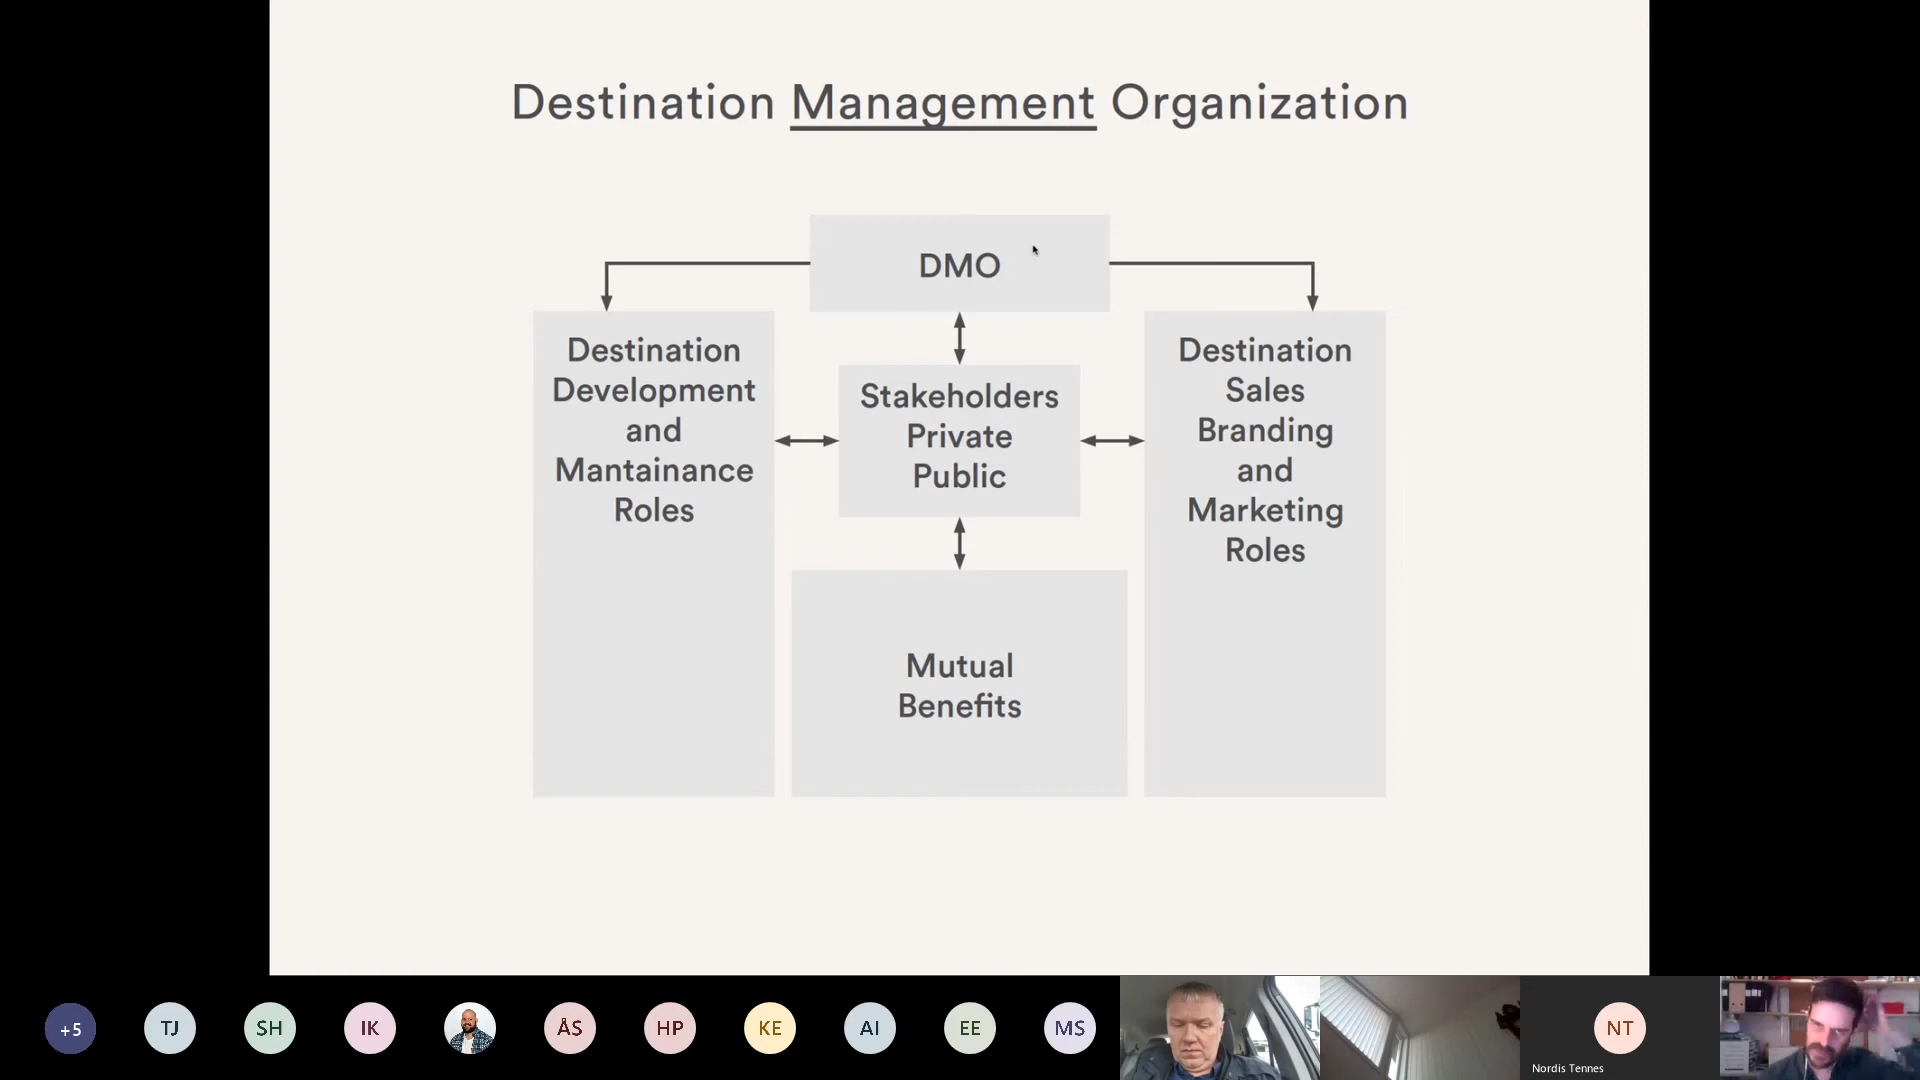 Destination Management Organization
DMO
Destination
Development
and
Mantainance
Roles
Stakeholders
Private
Public
Destination
Sales
Branding
and
Marketing
Roles
Mutual
Benefits
+5
TJ
SH
IK
ÅS
HP
KE
AI
EE
MS
NT
Nordis Tennes